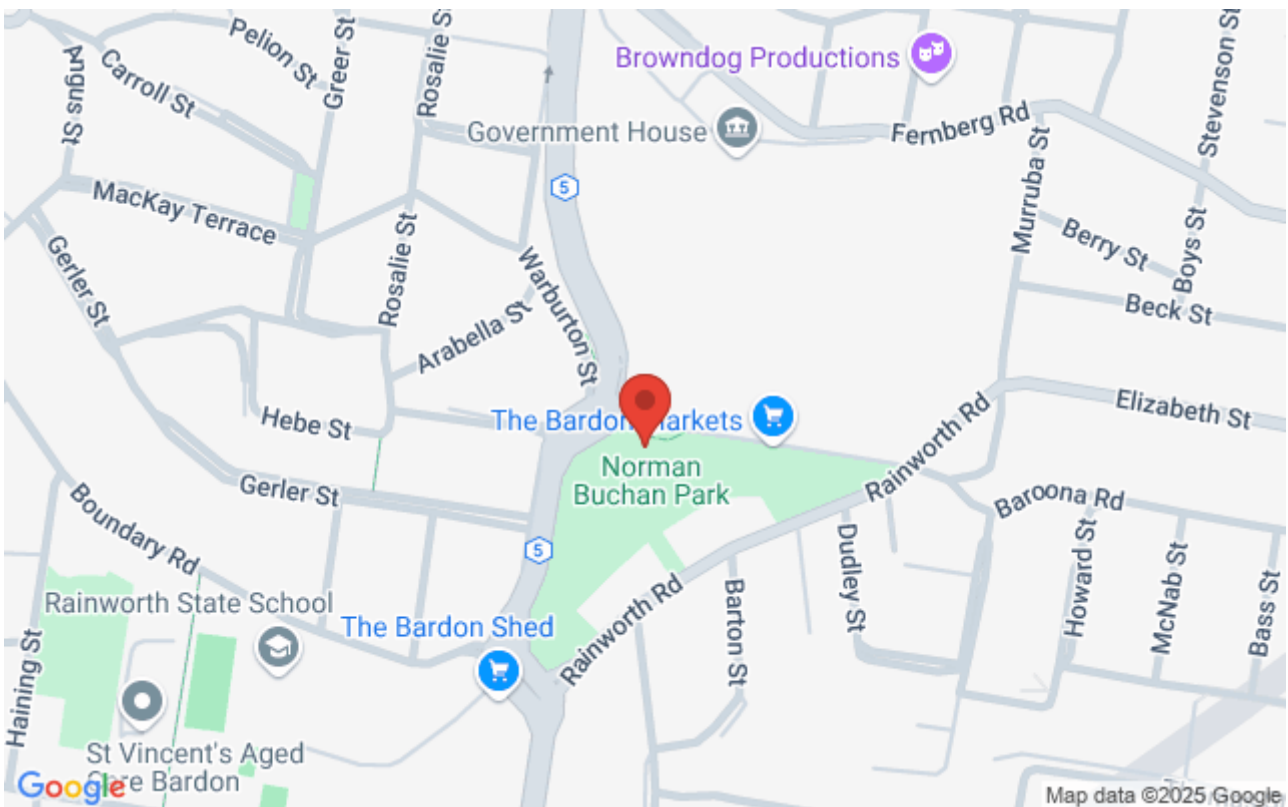 Pelion St
Greer St
Rosalie St
Stevenson St
Browndog Productions
Angus St
Carroll St
Government House
Fernberg Rd
5
Murruba St
MacKay Terrace
Rosalie St
Warburton St
Berry St
Boys St
Gerler St
Beck St
Arabella St
Elizabeth St
Hebe St
The Bardon Markets
Norman
Buchan Park
Rainworth Rd
Gerler St
Baroona Rd
Boundary Rd
5
Dudley St
Howard St
McNab St
Bass St
Rainworth State School
The Bardon Shed
Rainworth Rd
Barton St
Haining St
St Vincent's Aged
Care Bardon
Google
Map data ©2025 Google